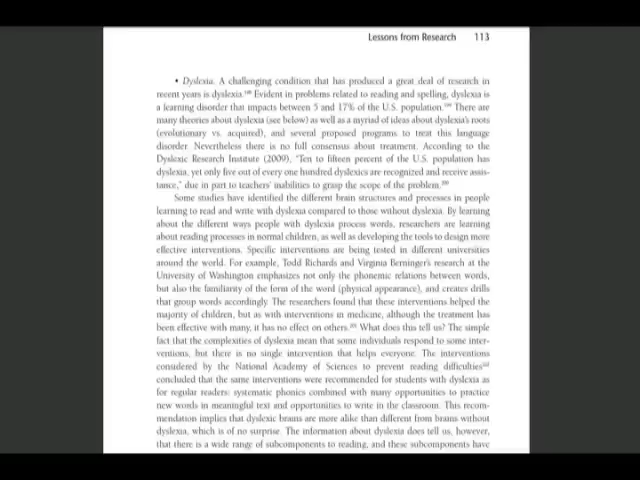 Lessons from Research 113
• Dyslexia. A challenging condition that has produced a great deal of research in
recent years is dyslexia. Evident in problems related to reading and spelling, dyslexia is
a learning disorder that impacts between 5 and 17% of the U.S. population. There are
many theories about dyslexia (see below) as well as a myriad of ideas about dyslexia's roots
(evolutionary vs. acquired), and several proposed programs to treat this language
disorder. Nevertheless there is no full consensus about treatment. According to the
Dyslexic Research Institute (2009), "Ten to fifteen percent of the U.S. population has
dyslexia, yet only five out of every one hundred dyslexics are recognized and receive assis-
tance," due in part to teachers' inabilities to grasp the scope of the problem.
Some studies have identified the different brain structures and processes in people
learning to read and write with dyslexia compared to those without dyslexia. By learning
about the different ways people with dyslexia process words, researchers are learning
about reading processes in normal children, as well as developing the tools to design more
effective interventions. Specific interventions are being tested in different universities
around the world. For example, Todd Richards and Virginia Berninger's research at the
University of Washington emphasizes not only the phonemic relations between words,
but also the familiarity of the form of the word (physical appearance), and creates drills
that group words accordingly. The researchers found that these interventions helped the
majority of children, but as with interventions in medicine, although the treatment has
been effective with many, it has no effect on others. What does this tell us? The simple
fact that the complexities of dyslexia mean that some individuals respond to some inter-
ventions, but there is no single intervention that helps everyone. The interventions
considered by the National Academy of Sciences to prevent reading difficulties
concluded that the same interventions were recommended for students with dyslexia as
for regular readers: systematic phonics combined with many opportunities to practice
new words in meaningful text and opportunities to write in the classroom. This recom-
mendation implies that dyslexic brains are more alike than different from brains without
dyslexia, which is of no surprise. The information about dyslexia does tell us, however,
that there is a wide range of subcomponents to reading, and these subcomponents have